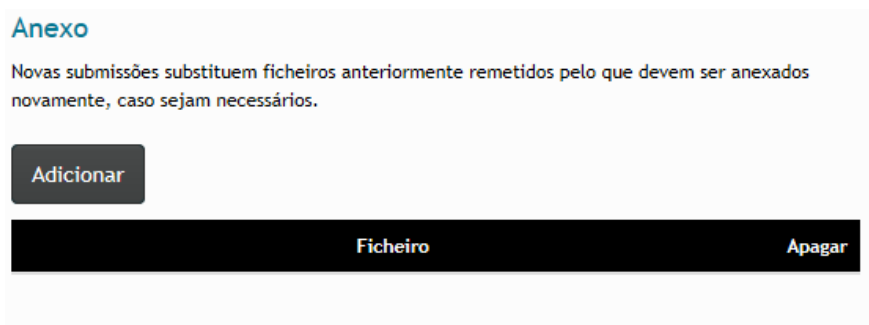 Anexo
Novas submissões substituem ficheiros anteriormente remetidos pelo que devem ser anexados
novamente, caso sejam necessários.
Adicionar
Ficheiro Apagar